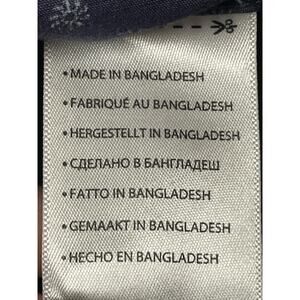 • MADE IN BANGLADESH
• FABRIQUÉ AU BANGLADESH
• HERGESTELLT IN BANGLADESH
• СДЕЛАНО В БАНГЛАДЕШ
• FATTO IN BANGLADESH
• GEMAAKT IN BANGLADESH
• HECHO EN BANGLADESH